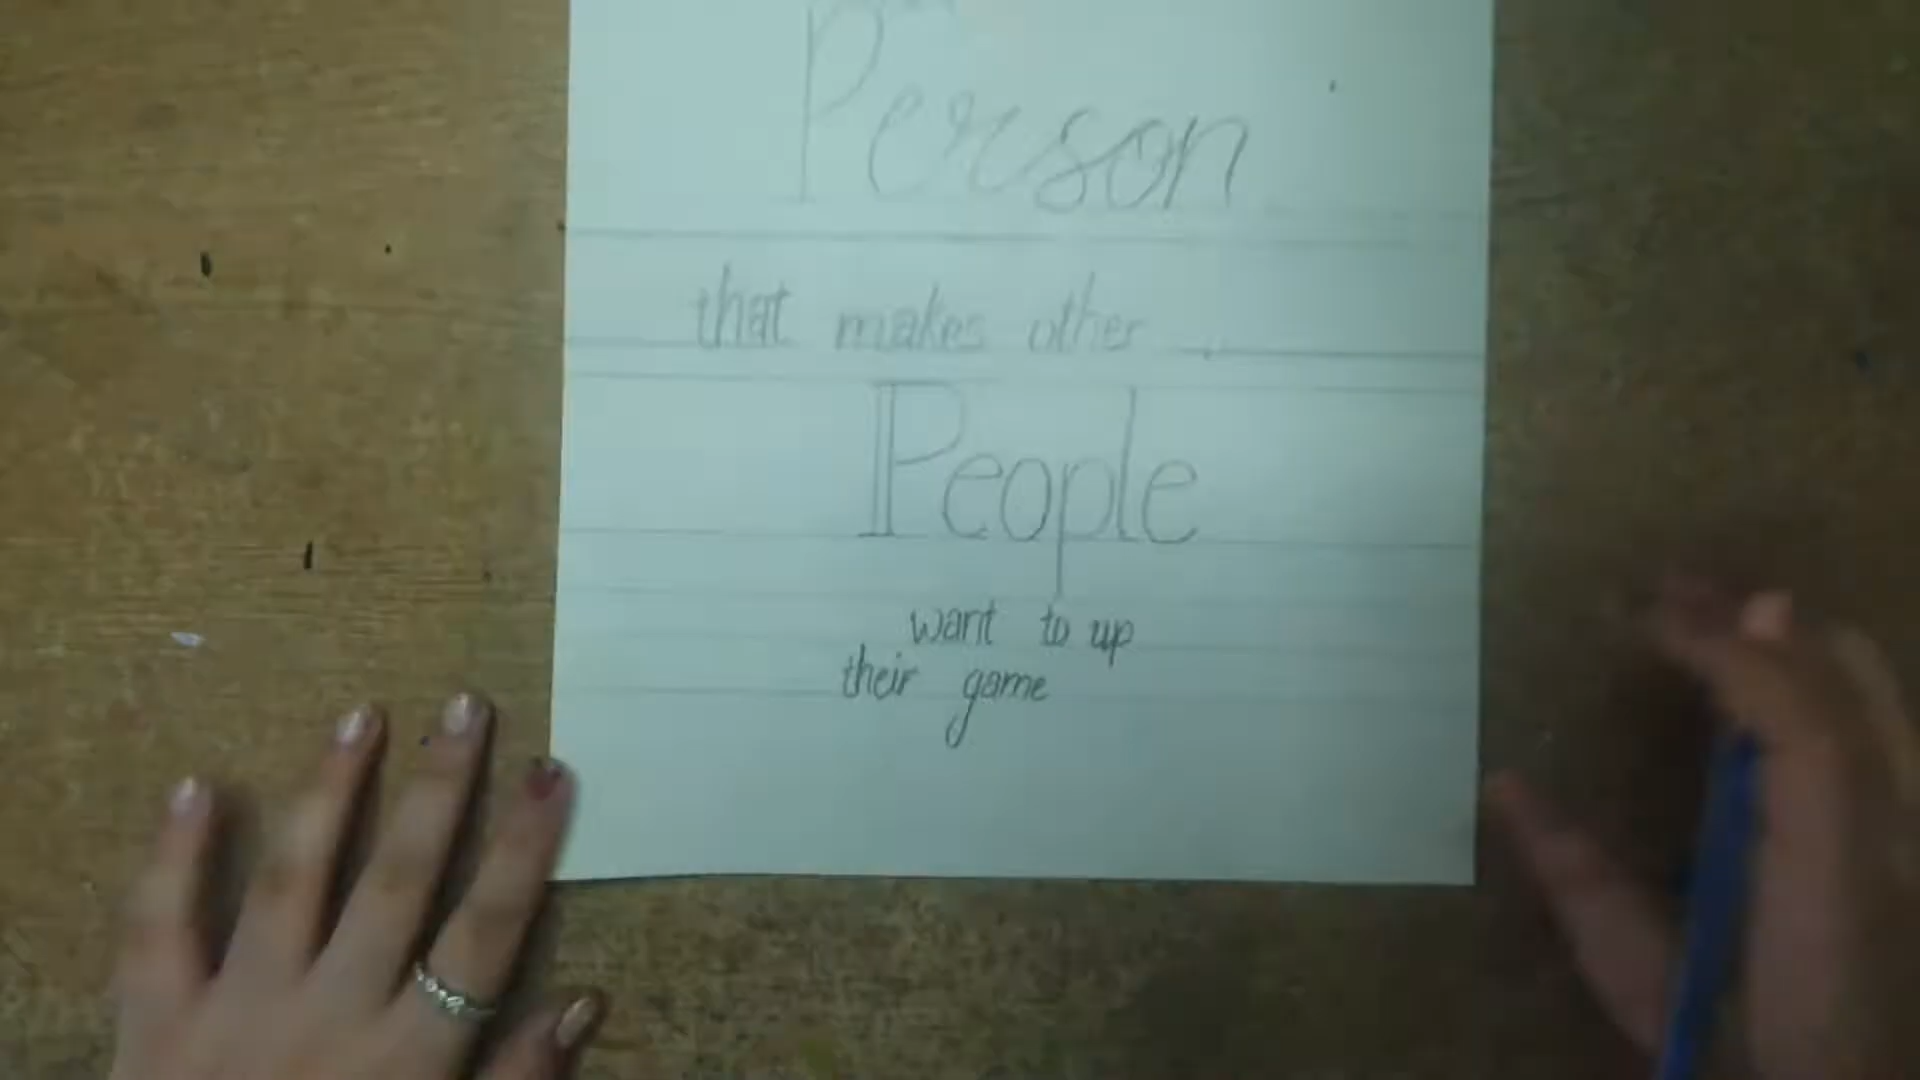 Person
that makes other
People
want to up
their game